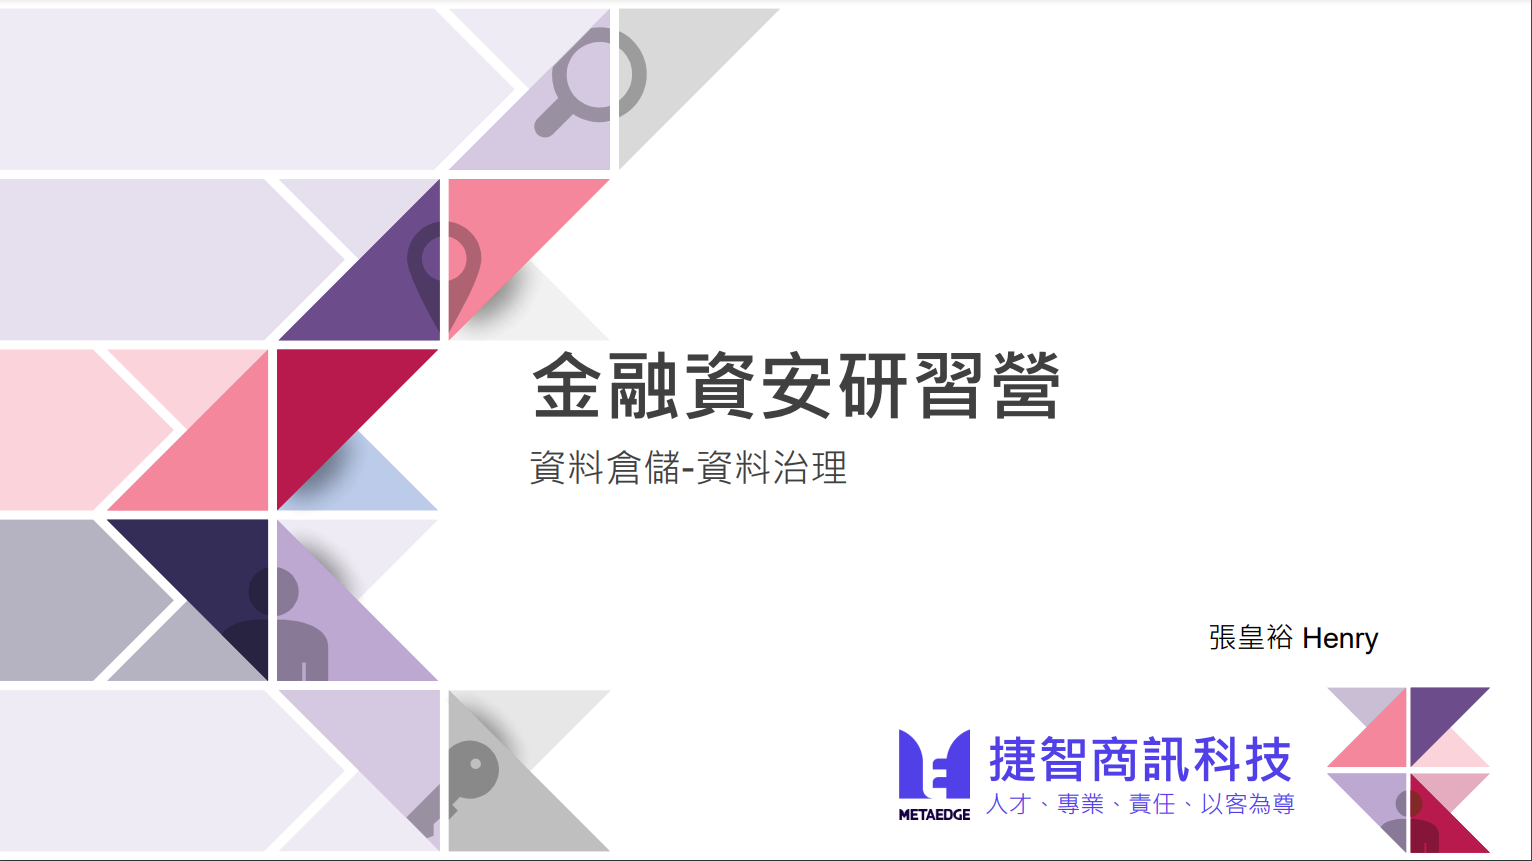 金融資安研習營
資料倉儲-資料治理
張皇裕 Henry
捷智商訊科技
METAEDGE
人才、專業、責任、以客為尊